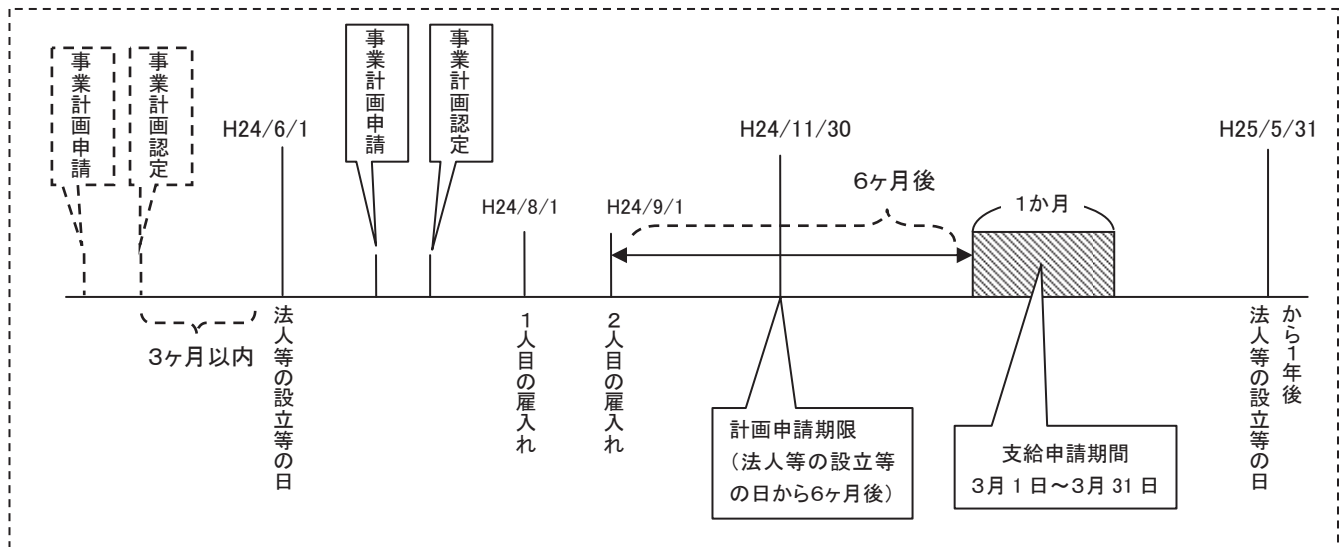 事業計画申請
事業計画認定
H24/6/1
事業計画申請
事業計画認定
H24/8/1
H24/9/1
H24/11/30
6ヶ月後
1か月
H25/5/31
3ヶ月以内
法人等の設立等の日
1人目の雇入れ
2人目の雇入れ
計画申請期限
（法人等の設立等
の日から6ヶ月後）
支給申請期間
3月1日～3月31日
法人等の設立等の日
から1年後